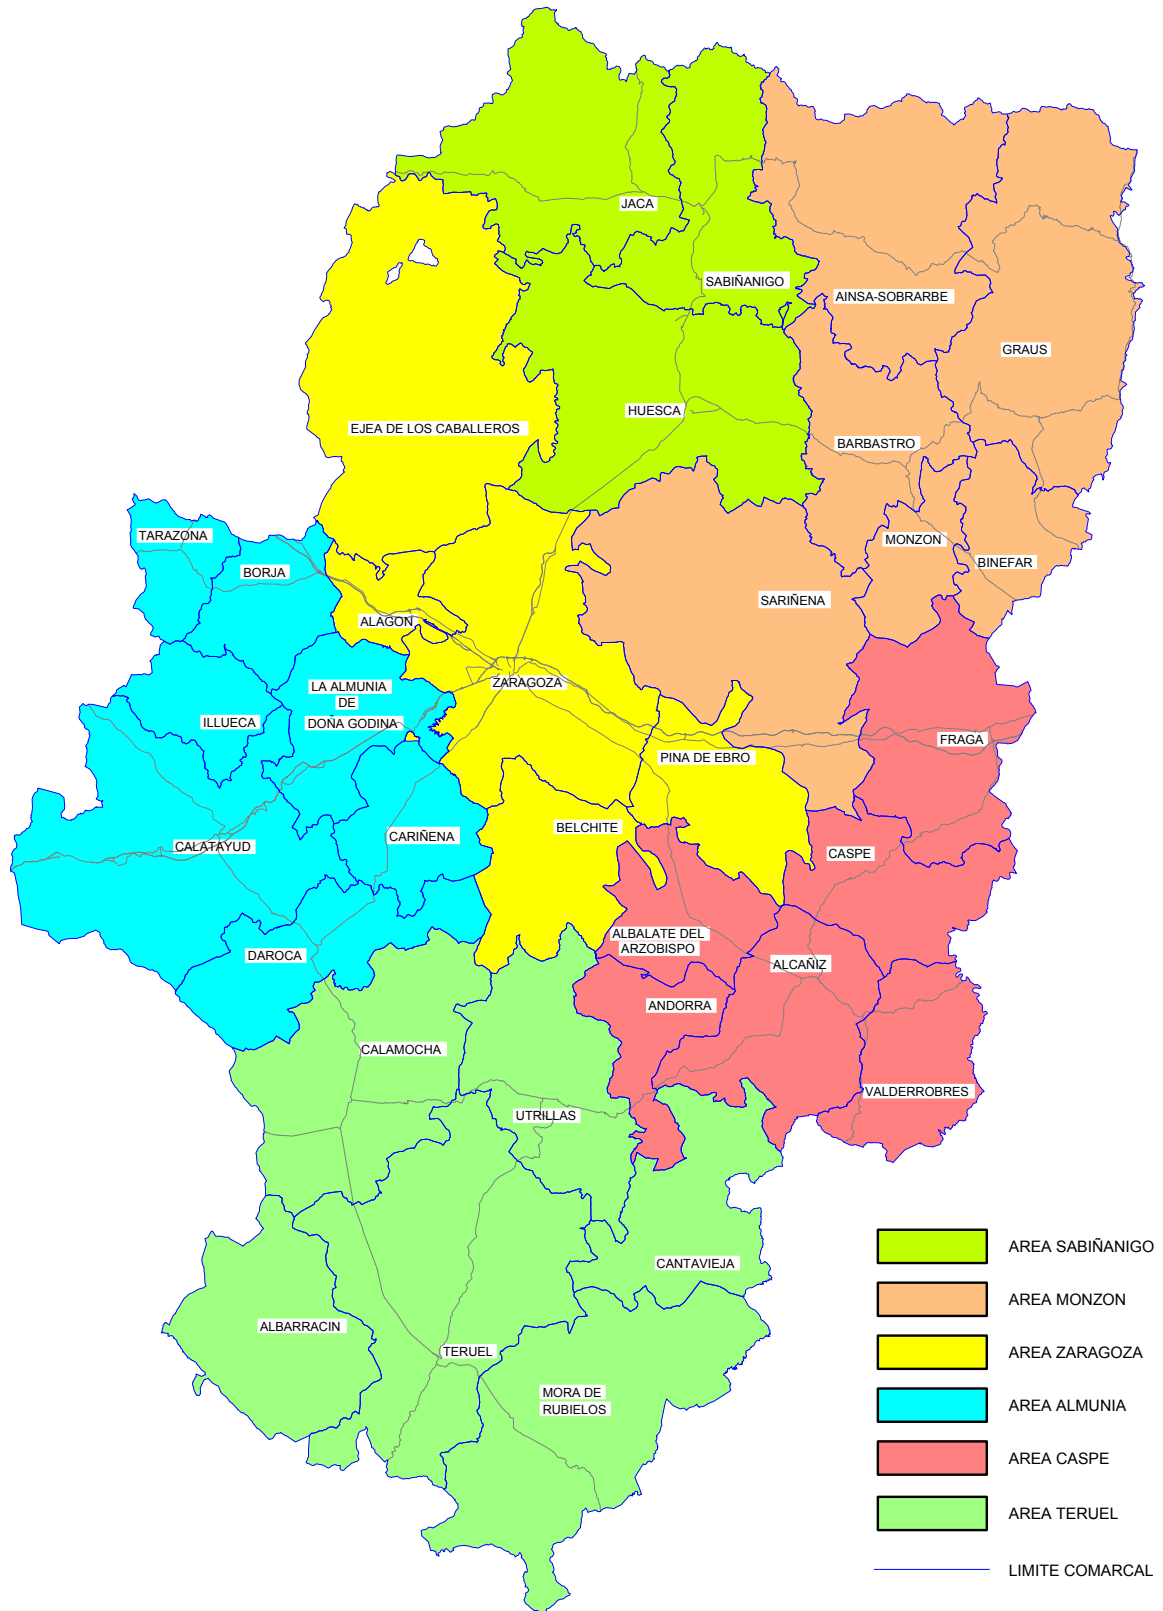 JACA
SABIÑANIGO
AINSA-SOBRARBE
GRAUS
HUESCA
EJEA DE LOS CABALLEROS
BARBASTRO
TARAZONA
MONZON
BINEFAR
BORJA
SARIÑENA
ALAGON
ZARAGOZA
LA ALMUNIA
DE
DOÑA GODINA
ILLUECA
FRAGA
PINA DE EBRO
BELCHITE
CARIÑENA
CALATAYUD
CASPE
ALBALATE DEL
ARZOBISPO
DAROCA
ALCAÑIZ
ANDORRA
CALAMOCHA
VALDERROBRES
UTRILLAS
CANTAVIEJA
ALBARRACIN
TERUEL
MORA DE
RUBIELOS
AREA SABIÑANIGO
AREA MONZON
AREA ZARAGOZA
AREA ALMUNIA
AREA CASPE
AREA TERUEL
LIMITE COMARCAL